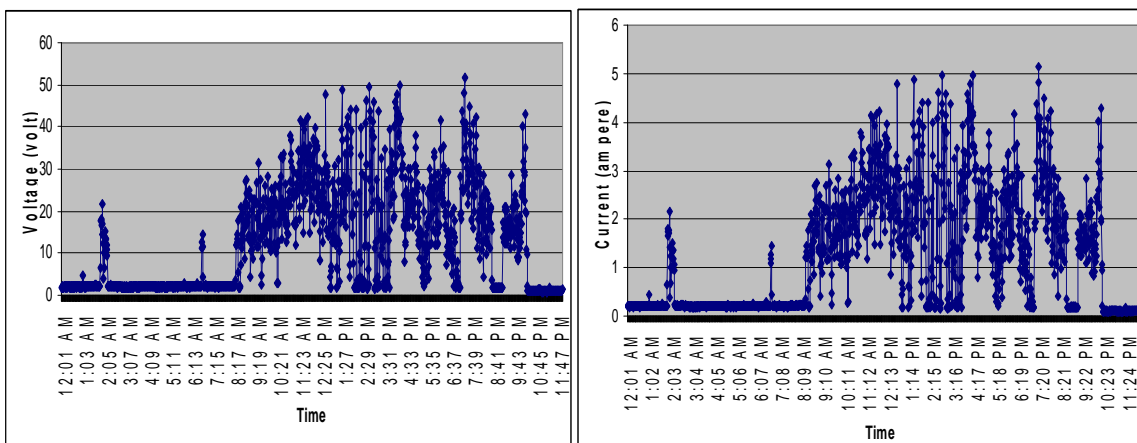 60
50
40
30
20
10
0
Voltage (volt)
12:01 AM
1:03 AM
2:05 AM
3:07 AM
4:09 AM
5:11 AM
6:13 AM
7:15 AM
8:17 AM
9:19 AM
10:21 AM
11:23 AM
12:25 PM
1:27 PM
2:29 PM
3:31 PM
4:33 PM
5:35 PM
6:37 PM
7:39 PM
8:41 PM
9:43 PM
10:45 PM
11:47 PM
Time
6
5
4
3
2
1
0
Current (am pere)
12:01 AM
1:02 AM
2:03 AM
3:04 AM
4:05 AM
5:06 AM
6:07 AM
7:08 AM
8:09 AM
9:10 AM
10:11 AM
11:12 AM
12:13 PM
1:14 PM
2:15 PM
3:16 PM
4:17 PM
5:18 PM
6:19 PM
7:20 PM
8:21 PM
9:22 PM
10:23 PM
11:24 PM
Time